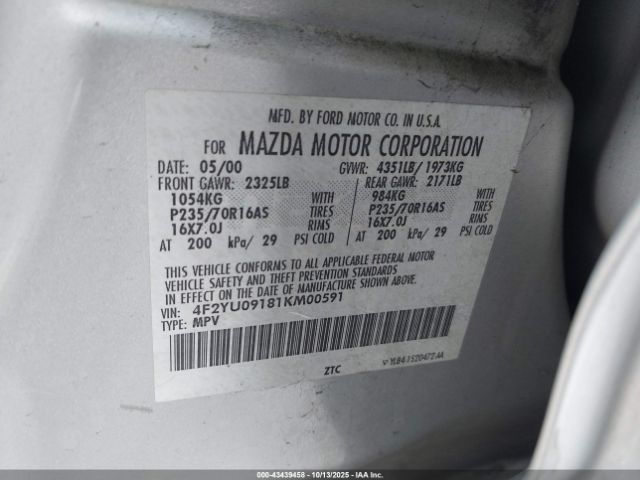 MFD. BY FORD MOTOR CO. IN U.S.A.
FOR MAZDA MOTOR CORPORATION
DATE: 05/00 GVWR: 4351LB/ 1973KG
FRONT GAWR: 2325LB REAR GAWR: 2171LB
1054KG WITH 984KG WITH
P235/70R16AS TIRES P235/70R16AS TIRES
16X7.0J RIMS 16X7.0J RIMS
AT 200 kPa/ 29 PSI COLD AT 200 kPa/ 29 PSI COLD
THIS VEHICLE CONFORMS TO ALL APPLICABLE FEDERAL MOTOR
VEHICLE SAFETY AND THEFT PREVENTION STANDARDS
IN EFFECT ON THE DATE OF MANUFACTURE SHOWN ABOVE
VIN: 4F2YU09181KM00591
TYPE: MPV
ZTC
000-43439458 | 10/13/2025 - IAA Inc.